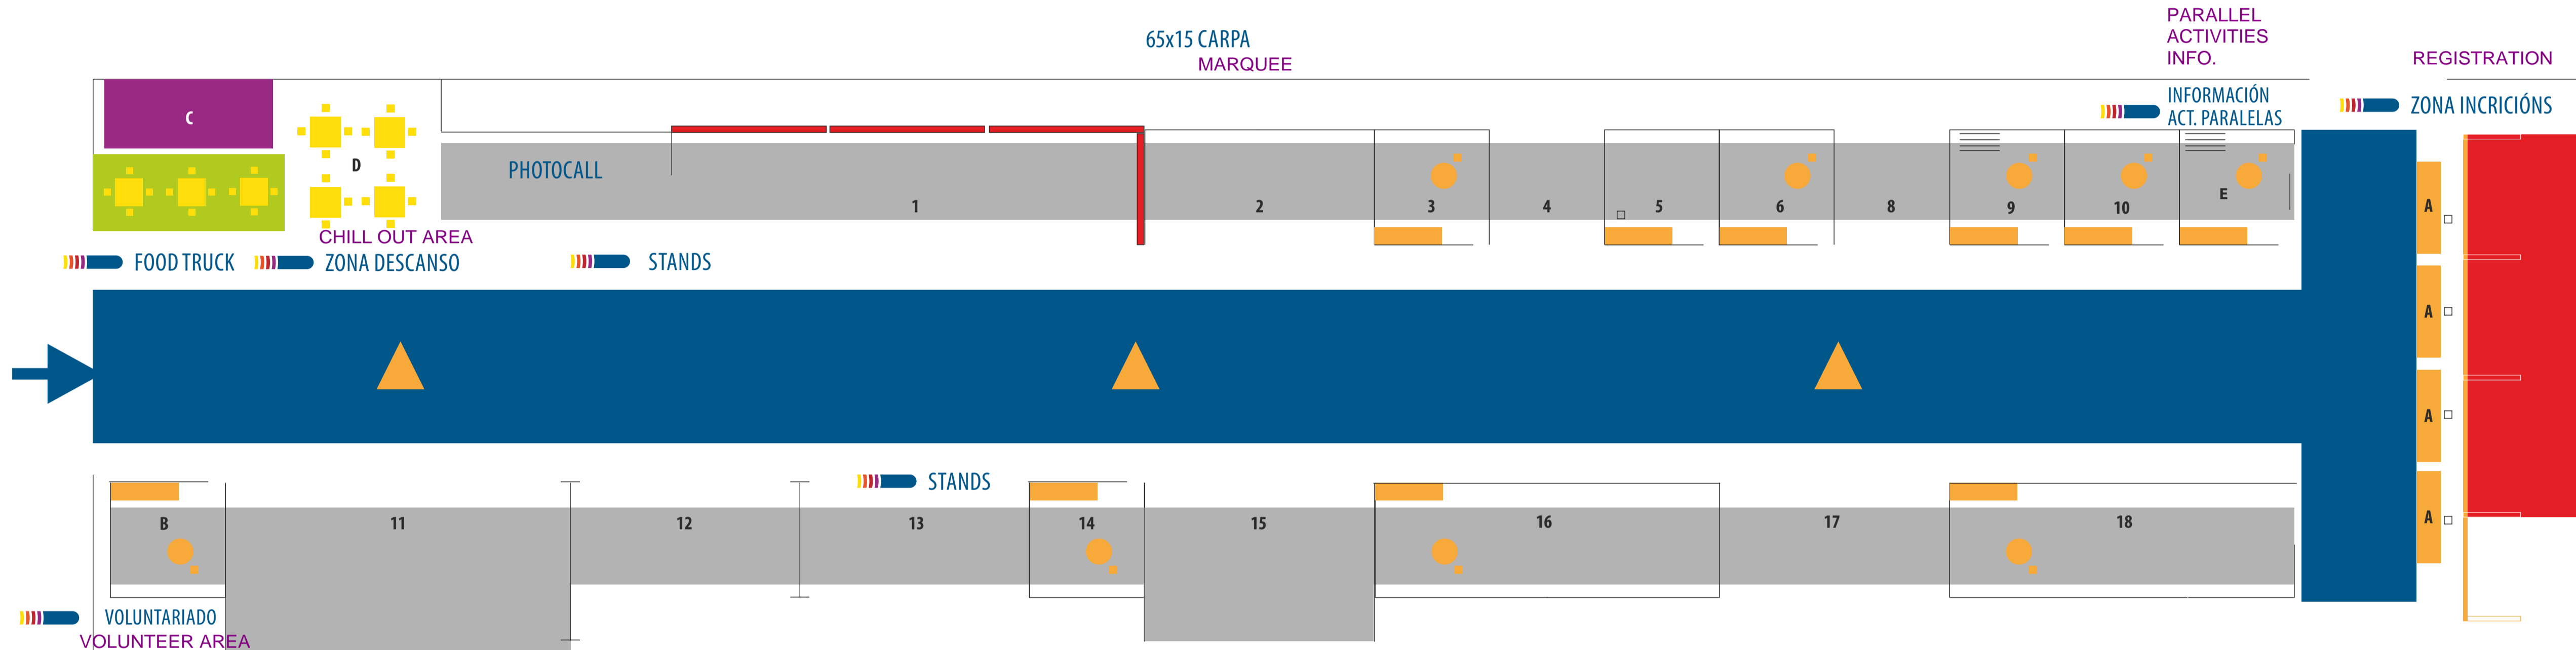 65x15 CARPA
MARQUEE
PARALLEL
ACTIVITIES
INFO.
REGISTRATION
INFORMACIÓN
ACT. PARALELAS
ZONA INCRICIÓNS
C
D
PHOTOCALL
1
2
3
4
5
6
8
9
10
E
A
CHILL OUT AREA
FOOD TRUCK
ZONA DESCANSO
STANDS
A
A
STANDS
B
11
12
13
14
15
16
17
18
A
VOLUNTARIADO
VOLUNTEER AREA